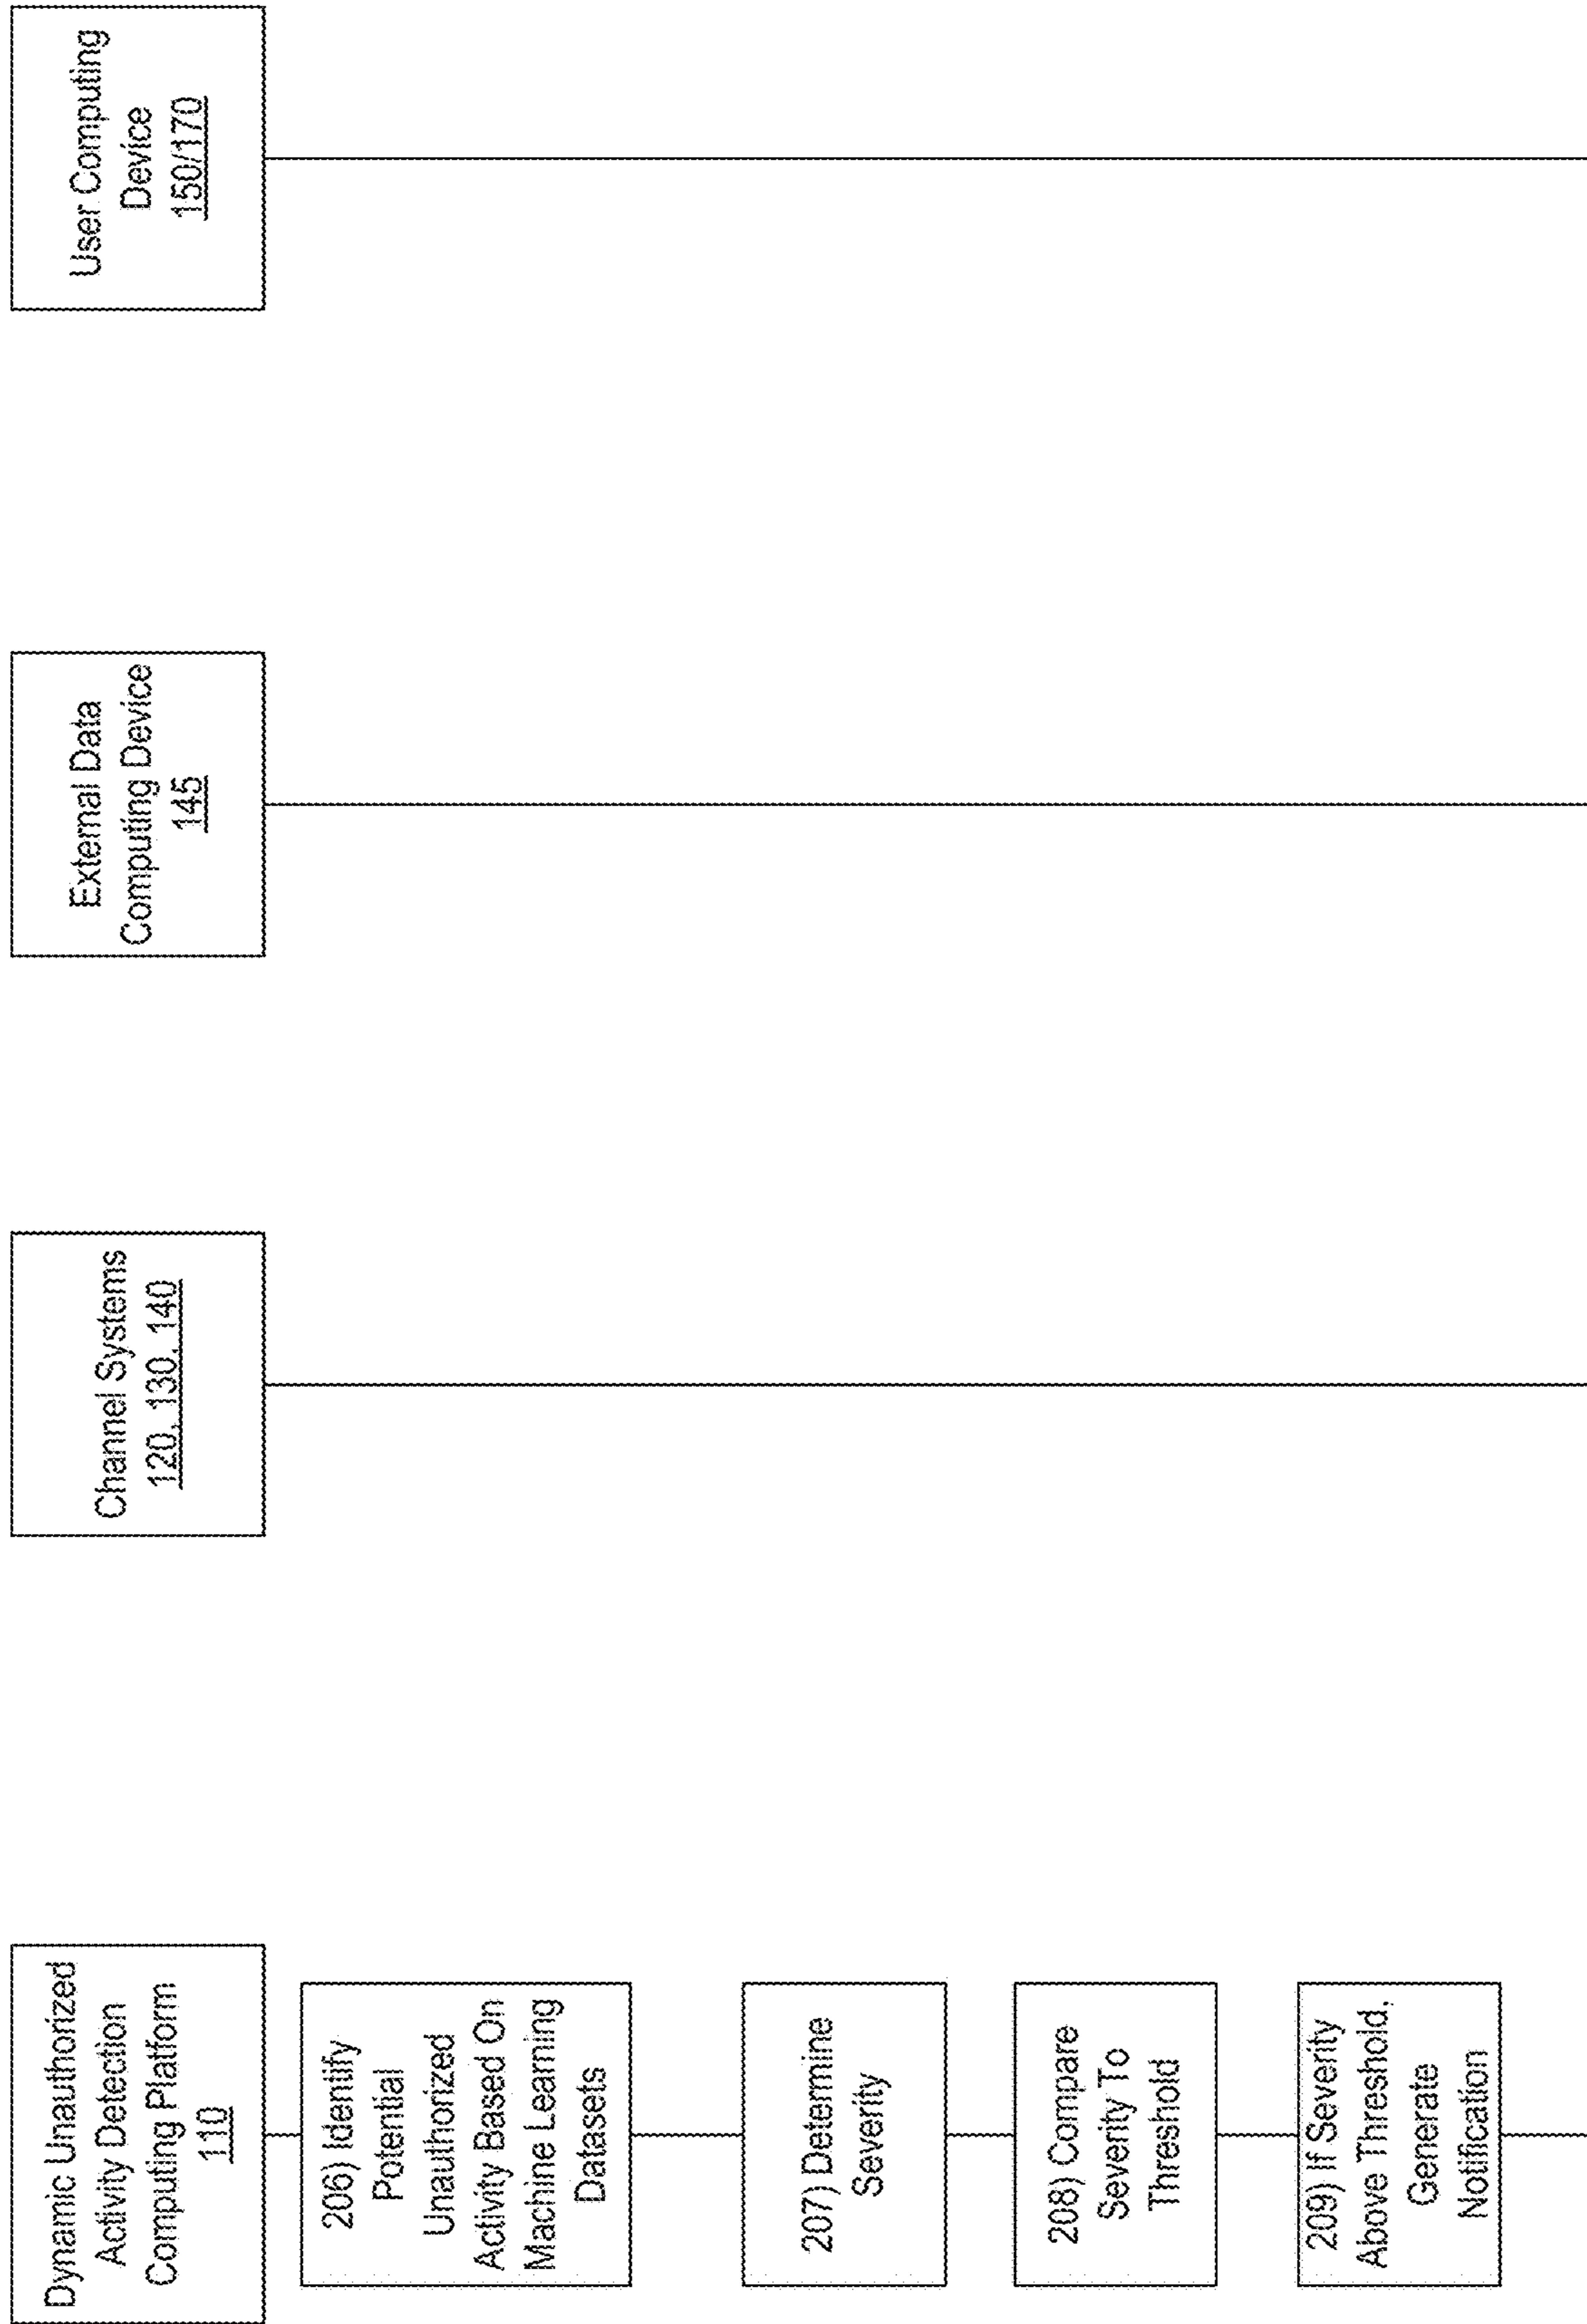 Dynamic Unauthorized
Activity Detection
Computing Platform
110
Channel Systems
120, 130, 140
External Data
Computing Device
145
User Computing
Device
150/170
206) Identify
Potential
Unauthorized
Activity Based On
Machine Learning
Datasets
207) Determine
Severity
208) Compare
Severity To
Threshold
209) If Severity
Above Threshold,
Generate
Notification